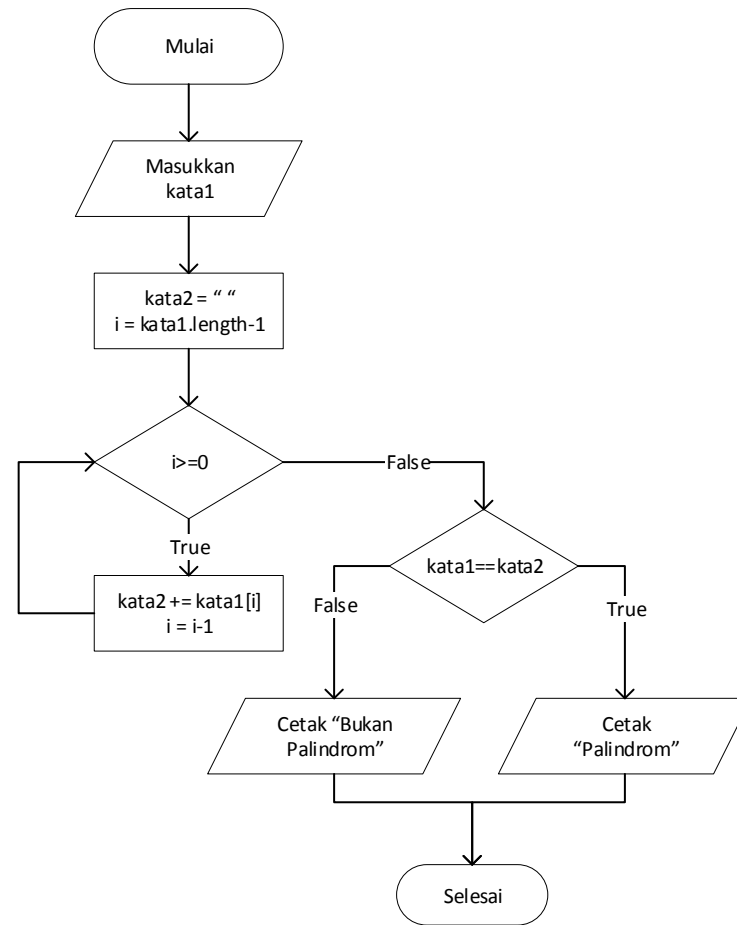 Mulai
Masukkan
kata1
kata2 = “ “
i = kata1.length-1
i>=0
False
True
kata2 += kata1[i]
i = i-1
kata1==kata2
False
True
Cetak “Bukan
Palindrom”
Cetak
“Palindrom”
Selesai